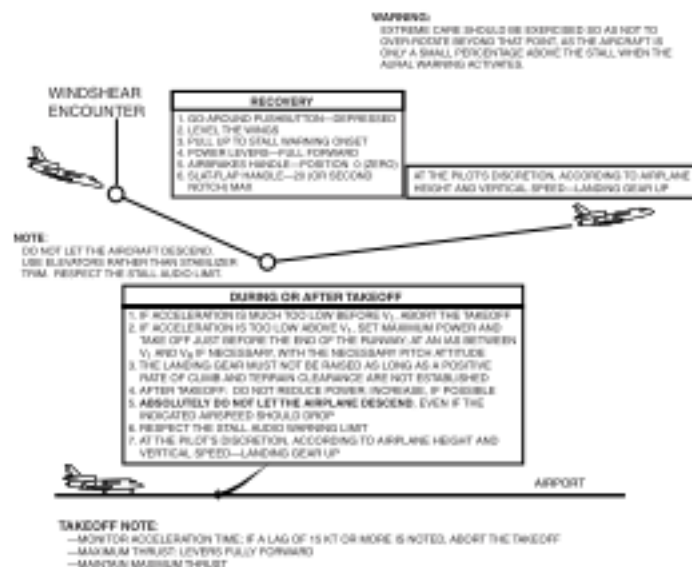 WARNING:
EXTREME CARE SHOULD BE EXERCISED SO AS NOT TO
OVER-ROTATE BEYOND THAT POINT, AS THE AIRCRAFT IS
ONLY A SMALL PERCENTAGE ABOVE THE STALL WHEN THE
AURAL WARNING ACTIVATES.
WINDSHEAR
ENCOUNTER
RECOVERY
1. GO-AROUND PUSHBUTTON—DEPRESSED
2. LEVEL THE WINGS
3. PULL UP TO STALL WARNING ONSET
4. POWER LEVERS—FULL FORWARD
5. AIRBRAKES HANDLE—POSITION 0 (ZERO)
6. SLAT-FLAP HANDLE—20 (OR SECOND
NOTCH) MAX
AT THE PILOT'S DISCRETION, ACCORDING TO AIRPLANE
HEIGHT AND VERTICAL SPEED—LANDING GEAR UP
NOTE:
DO NOT LET THE AIRCRAFT DESCEND.
USE ELEVATORS RATHER THAN STABILIZER
TRIM. RESPECT THE STALL AUDIO LIMIT.
DURING OR AFTER TAKEOFF
1. IF ACCELERATION IS MUCH TOO LOW BEFORE V1, ABORT THE TAKEOFF
2. IF ACCELERATION IS TOO LOW ABOVE V1, SET MAXIMUM POWER AND
TAKE OFF JUST BEFORE THE END OF THE RUNWAY, AT AN IAS BETWEEN
V1 AND VR IF NECESSARY, WITH THE NECESSARY PITCH ATTITUDE
3. THE LANDING GEAR MUST NOT BE RAISED AS LONG AS A POSITIVE
RATE OF CLIMB AND TERRAIN CLEARANCE ARE NOT ESTABLISHED
4. AFTER TAKEOFF: DO NOT REDUCE POWER; INCREASE, IF POSSIBLE
5. ABSOLUTELY DO NOT LET THE AIRPLANE DESCEND, EVEN IF THE
INDICATED AIRSPEED SHOULD DROP
6. RESPECT THE STALL AUDIO WARNING LIMIT
7. AT THE PILOT'S DISCRETION, ACCORDING TO AIRPLANE HEIGHT AND
VERTICAL SPEED—LANDING GEAR UP
AIRPORT
TAKEOFF NOTE:
—MONITOR ACCELERATION TIME; IF A LAG OF 15 KT OR MORE IS NOTED, ABORT THE TAKEOFF
—MAXIMUM THRUST: LEVERS FULLY FORWARD
—MAINTAIN MAXIMUM THRUST